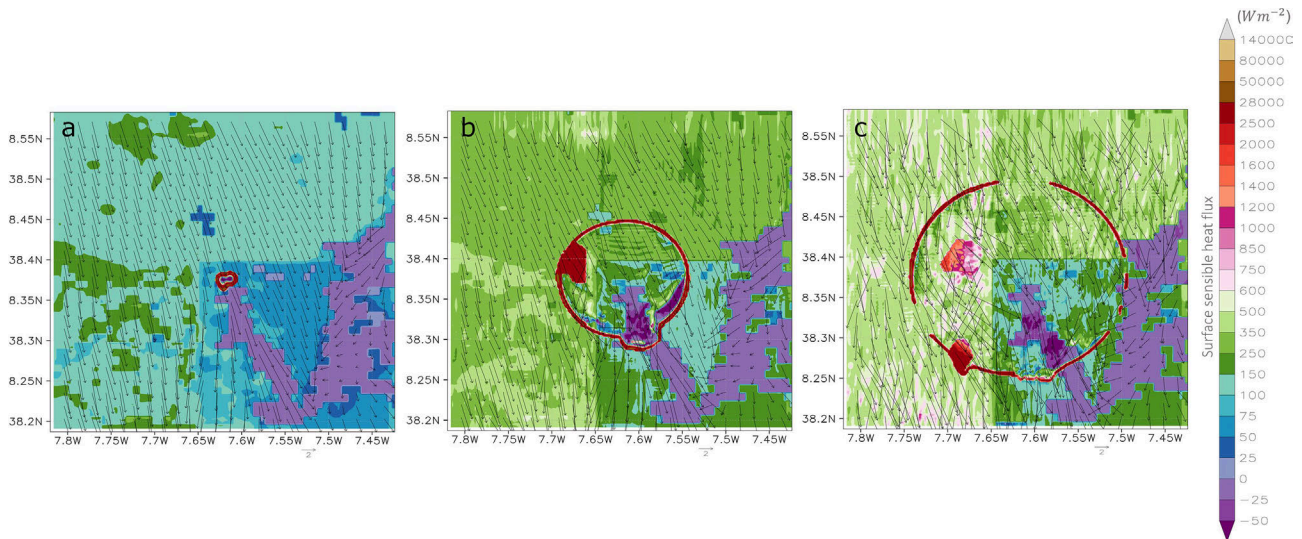 (Wm⁻²)
14000C
80000
50000
28000
2500
2000
1600
1400
1200
1000
850
750
600
500
350
250
150
100
75
50
25
0
−25
−50
Surface sensible heat flux
a
8.55N
38.5N
8.45N
38.4N
8.35N
38.3N
8.25N
38.2N
7.8W 7.75W 7.7W 7.65W 7.6W 7.55W 7.5W 7.45W
2
b
8.55N
38.5N
8.45N
38.4N
8.35N
38.3N
8.25N
38.2N
7.8W 7.75W 7.7W 7.65W 7.6W 7.55W 7.5W 7.45W
2
c
8.55N
38.5N
8.45N
38.4N
8.35N
38.3N
8.25N
38.2N
7.8W 7.75W 7.7W 7.65W 7.6W 7.55W 7.5W 7.45W
2